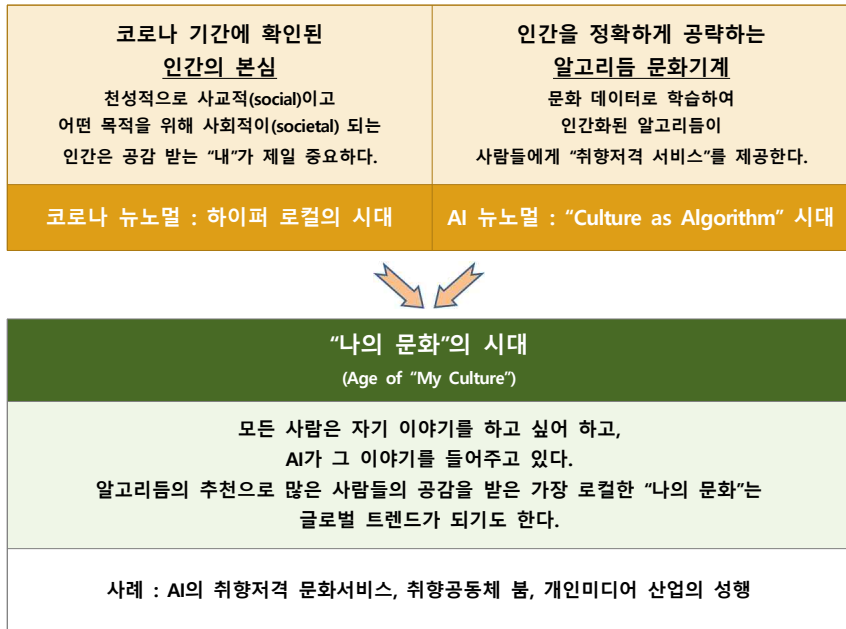 코로나 기간에 확인된
인간의 본심
천성적으로 사교적(social)이고
어떤 목적을 위해 사회적이(societal) 되는
인간은 공감 받는 “내”가 제일 중요하다.
코로나 뉴노멀 : 하이퍼 로컬의 시대
인간을 정확하게 공략하는
알고리듬 문화기계
문화 데이터로 학습하여
인간화된 알고리듬이
사람들에게 “취향저격 서비스”를 제공한다.
AI 뉴노멀 : “Culture as Algorithm” 시대
“나의 문화”의 시대
(Age of “My Culture”)
모든 사람은 자기 이야기를 하고 싶어 하고,
AI가 그 이야기를 들어주고 있다.
알고리듬의 추천으로 많은 사람들의 공감을 받은 가장 로컬한 “나의 문화”는
글로벌 트렌드가 되기도 한다.
사례 : AI의 취향저격 문화서비스, 취향공동체 붐, 개인미디어 산업의 성행